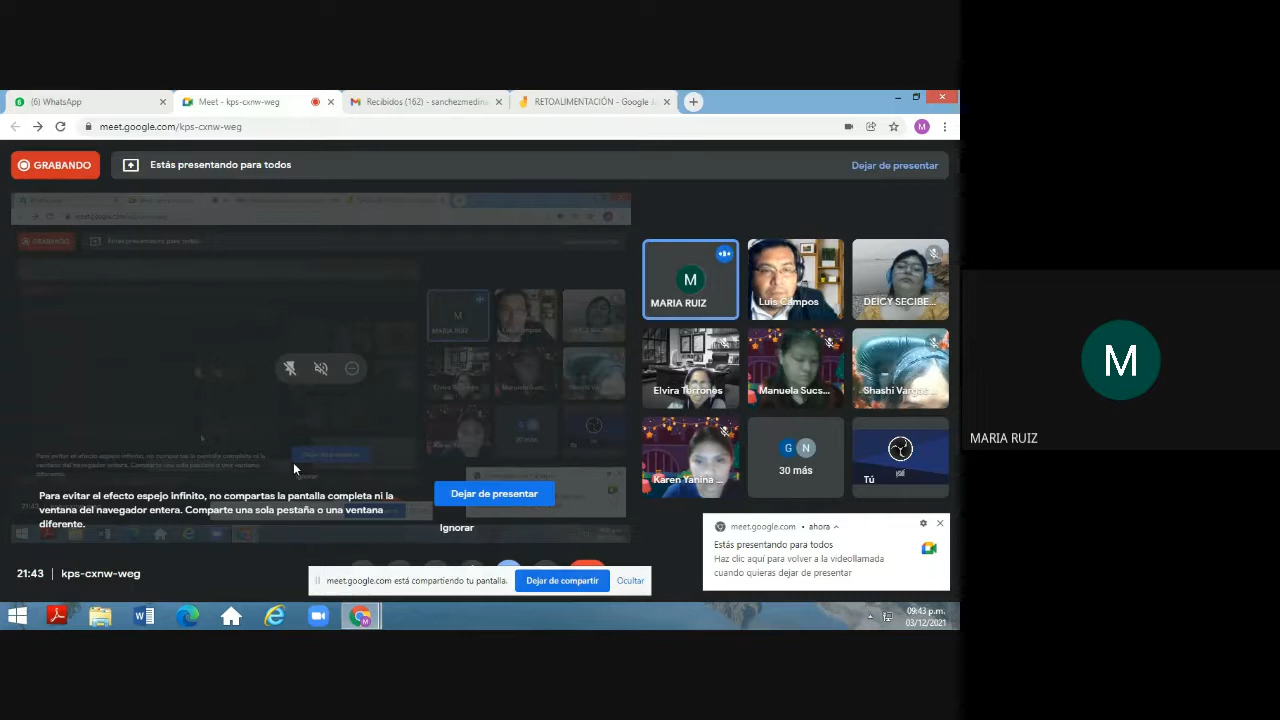 (6) WhatsApp
Meet - kps-cxnw-weg
Recibidos (162) - sanchezmedina
RETOALIMENTACIÓN - Google J
meet.google.com/kps-cxnw-weg
M
GRABANDO
Estás presentando para todos
Dejar de presentar
M
MARIA RUIZ
Luis Campos
DEICY SECIBE...
Elvira Terrones
Manuela Sucs...
Shashi Vargas
Karen Yanina ...
G N
30 más
Tú
Para evitar el efecto espejo infinito, no compartas la pantalla completa ni la
ventana del navegador entera. Comparte una sola pestaña o una ventana
diferente.
Dejar de presentar
Ignorar
meet.google.com • ahora
Estás presentando para todos
Haz clic aquí para volver a la videollamada
cuando quieras dejar de presentar
21:43 | kps-cxnw-weg
meet.google.com está compartiendo tu pantalla.
Dejar de compartir
Ocultar
09:43 p.m.
03/12/2021
M
MARIA RUIZ